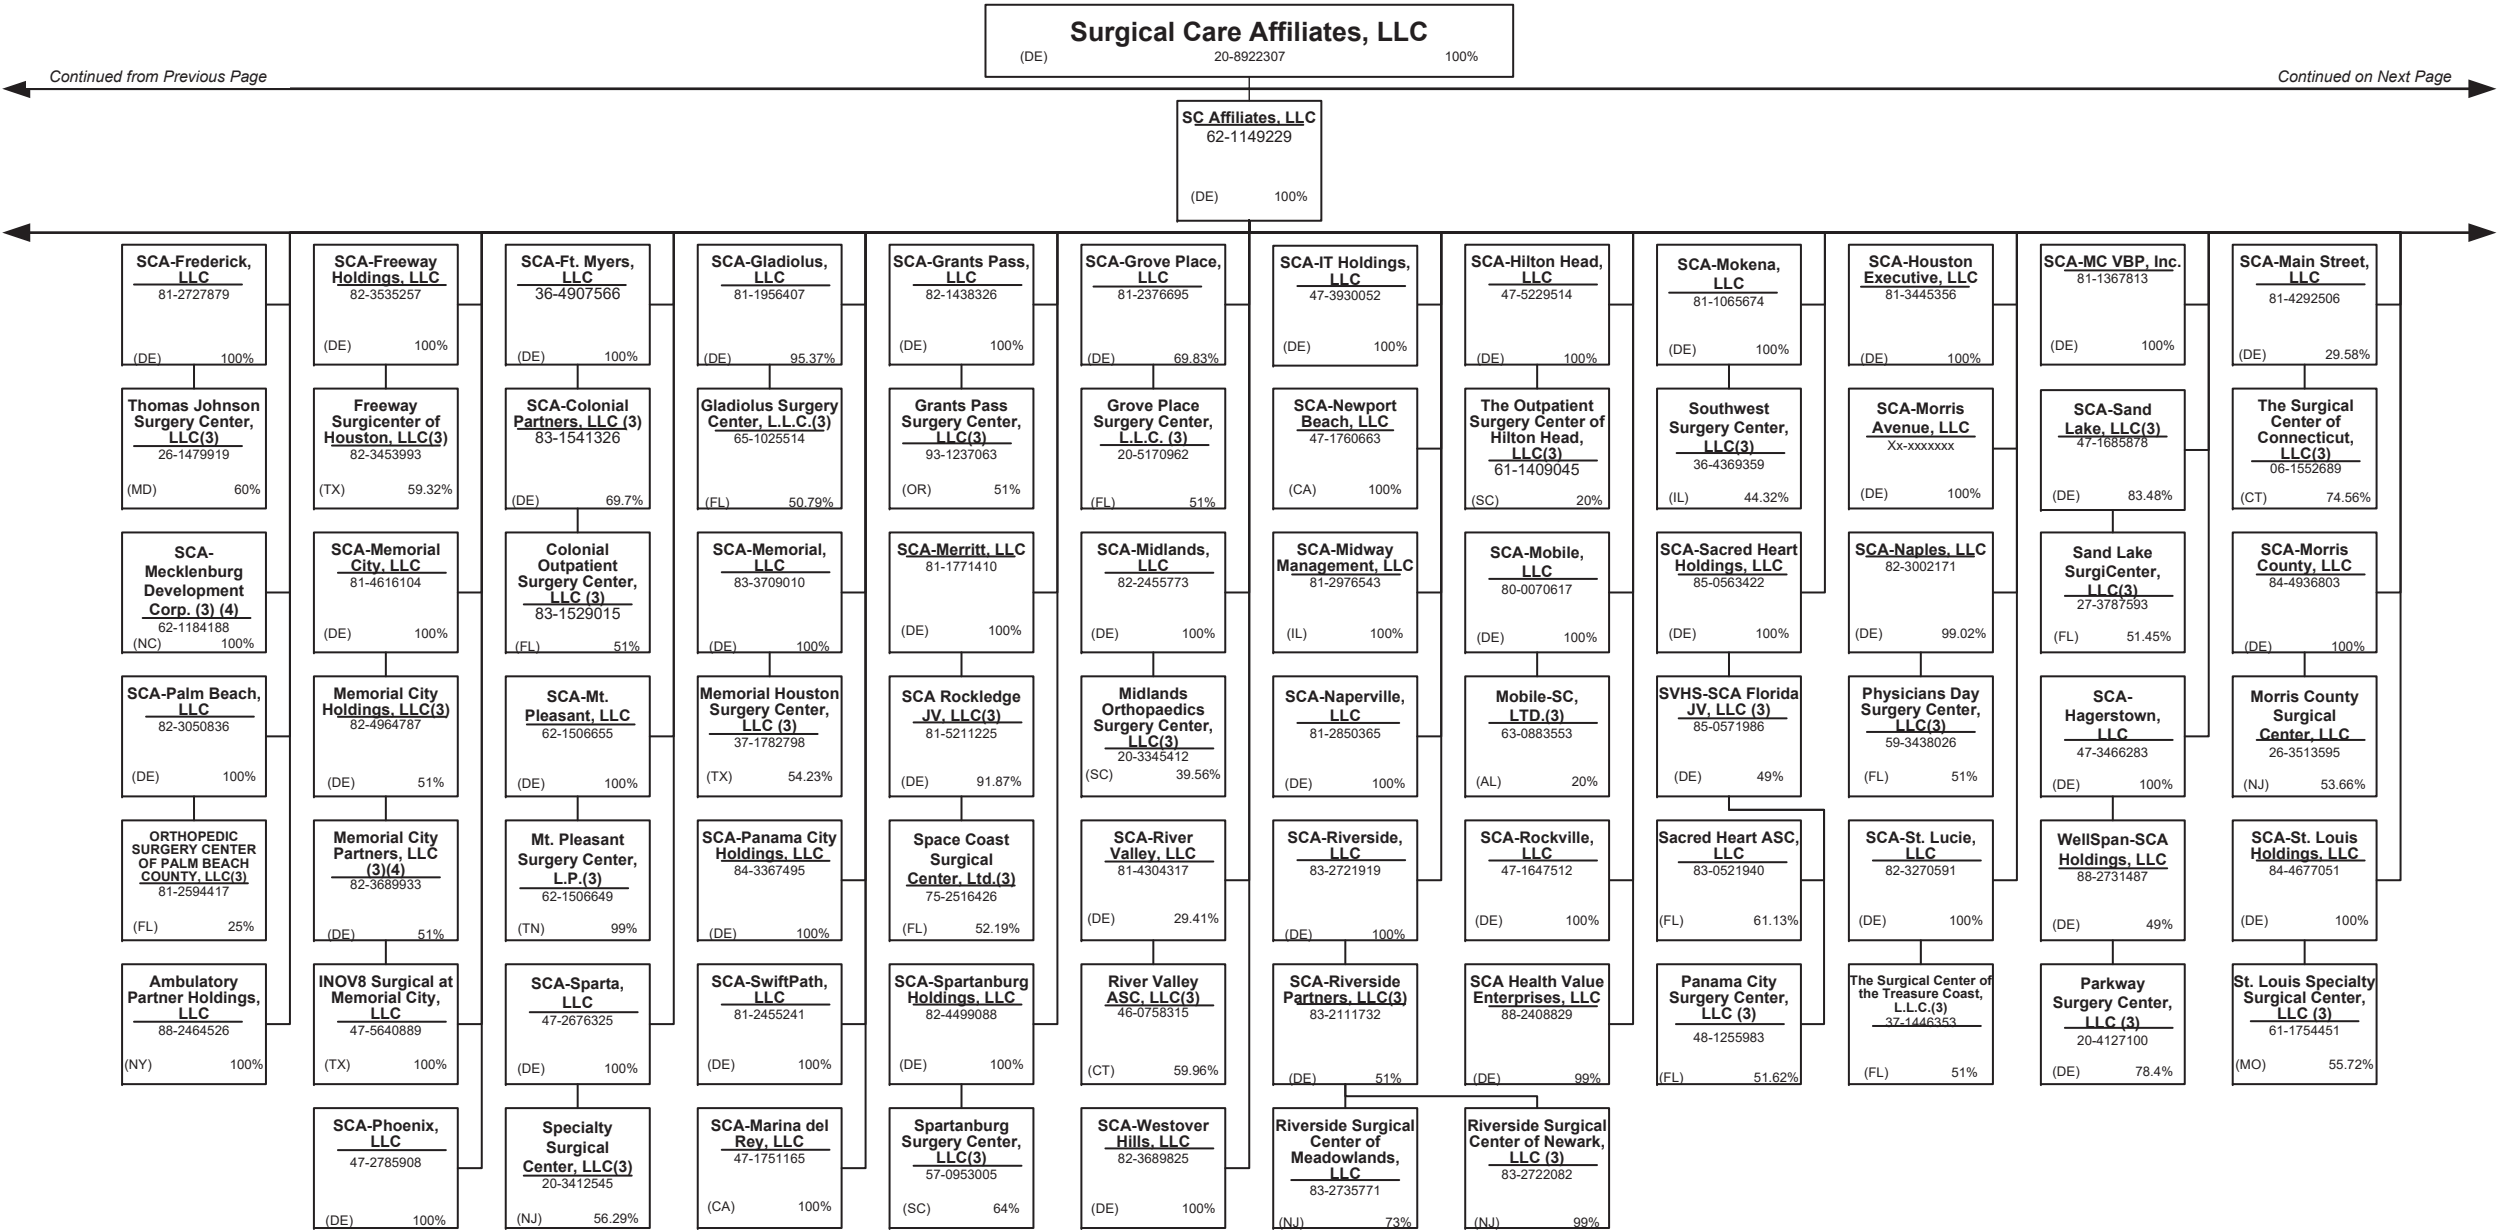 Surgical Care Affiliates, LLC
(DE) 20-8922307 100%
Continued from Previous Page
Continued on Next Page
SC Affiliates, LLC
62-1149229
(DE) 100%
SCA-Frederick,
LLC
81-2727879
(DE) 100%
SCA-Freeway
Holdings, LLC
82-3535257
(DE) 100%
SCA-Ft. Myers,
LLC
36-4907566
(DE) 100%
SCA-Gladiolus,
LLC
81-1956407
(DE) 95.37%
SCA-Grants Pass,
LLC
82-1438326
(DE) 100%
SCA-Grove Place,
LLC
81-2376695
(DE) 69.83%
SCA-IT Holdings,
LLC
47-3930052
(DE) 100%
SCA-Hilton Head,
LLC
47-5229514
(DE) 100%
SCA-Mokena,
LLC
81-1065674
(DE) 100%
SCA-Houston
Executive, LLC
81-3445356
(DE) 100%
SCA-MC VBP, Inc.
81-1367813
(DE) 100%
SCA-Main Street,
LLC
81-4292506
(DE) 29.58%
Thomas Johnson
Surgery Center,
LLC(3)
26-1479919
(MD) 60%
Freeway
Surgicenter of
Houston, LLC(3)
82-3453993
(TX) 59.32%
SCA-Colonial
Partners, LLC (3)
83-1541326
(DE) 69.7%
Gladiolus Surgery
Center, L.L.C.(3)
65-1025514
(FL) 50.79%
Grants Pass
Surgery Center,
LLC(3)
93-1237063
(OR) 51%
Grove Place
Surgery Center,
L.L.C. (3)
20-5170962
(FL) 51%
SCA-Newport
Beach, LLC
47-1760663
(CA) 100%
The Outpatient
Surgery Center of
Hilton Head,
LLC(3)
61-1409045
(SC) 20%
Southwest
Surgery Center,
LLC(3)
36-4369359
(IL) 44.32%
SCA-Morris
Avenue, LLC
Xx-xxxxxxx
(DE) 100%
SCA-Sand
Lake, LLC(3)
47-1685878
(DE) 83.48%
The Surgical
Center of
Connecticut,
LLC(3)
06-1552689
(CT) 74.56%
SCA-
Mecklenburg
Development
Corp. (3) (4)
62-1184188
(NC) 100%
SCA-Memorial
City, LLC
81-4616104
(DE) 100%
Colonial
Outpatient
Surgery Center,
LLC (3)
83-1529015
(FL) 51%
SCA-Memorial,
LLC
83-3709010
(DE) 100%
SCA-Merritt, LLC
81-1771410
(DE) 100%
SCA-Midlands,
LLC
82-2455773
(DE) 100%
SCA-Midway
Management, LLC
81-2976543
(IL) 100%
SCA-Mobile,
LLC
80-0070617
(DE) 100%
SCA-Sacred Heart
Holdings, LLC
85-0563422
(DE) 100%
SCA-Naples, LLC
82-3002171
(DE) 99.02%
Sand Lake
SurgiCenter,
LLC(3)
27-3787593
(FL) 51.45%
SCA-Morris
County, LLC
84-4936803
(DE) 100%
SCA-Palm Beach,
LLC
82-3050836
(DE) 100%
Memorial City
Holdings, LLC(3)
82-4964787
(DE) 51%
SCA-Mt.
Pleasant, LLC
62-1506655
(DE) 100%
Memorial Houston
Surgery Center,
LLC (3)
37-1782798
(TX) 54.23%
SCA Rockledge
JV, LLC(3)
81-5211225
(DE) 91.87%
Midlands
Orthopaedics
Surgery Center,
LLC(3)
20-3345412
(SC) 39.56%
SCA-Naperville,
LLC
81-2850365
(DE) 100%
Mobile-SC,
LTD.(3)
63-0883553
(AL) 20%
SVHS-SCA Florida
JV, LLC (3)
85-0571986
(DE) 49%
Physicians Day
Surgery Center,
LLC(3)
59-3438026
(FL) 51%
SCA-
Hagerstown,
LLC
47-3466283
(DE) 100%
Morris County
Surgical
Center, LLC
26-3513595
(NJ) 53.66%
ORTHOPEDIC
SURGERY CENTER
OF PALM BEACH
COUNTY, LLC(3)
81-2594417
(FL) 25%
Memorial City
Partners, LLC
(3)(4)
82-3689933
(DE) 51%
Mt. Pleasant
Surgery Center,
L.P.(3)
62-1506649
(TN) 99%
SCA-Panama City
Holdings, LLC
84-3367495
(DE) 100%
Space Coast
Surgical
Center, Ltd.(3)
75-2516426
(FL) 52.19%
SCA-River
Valley, LLC
81-4304317
(DE) 29.41%
SCA-Riverside,
LLC
83-2721919
(DE) 100%
SCA-Rockville,
LLC
47-1647512
(DE) 100%
Sacred Heart ASC,
LLC
83-0521940
(FL) 61.13%
SCA-St. Lucie,
LLC
82-3270591
(DE) 100%
WellSpan-SCA
Holdings, LLC
88-2731487
(DE) 49%
SCA-St. Louis
Holdings, LLC
84-4677051
(DE) 100%
Ambulatory
Partner Holdings,
LLC
88-2464526
(NY) 100%
INOV8 Surgical at
Memorial City,
LLC
47-5640889
(TX) 100%
SCA-Sparta,
LLC
47-2676325
(DE) 100%
SCA-SwiftPath,
LLC
81-2455241
(DE) 100%
SCA-Spartanburg
Holdings, LLC
82-4499088
(DE) 100%
River Valley
ASC, LLC(3)
46-0758315
(CT) 59.96%
SCA-Riverside
Partners, LLC(3)
83-2111732
(DE) 51%
SCA Health Value
Enterprises, LLC
88-2408829
(DE) 99%
Panama City
Surgery Center,
LLC (3)
48-1255983
(FL) 51.62%
The Surgical Center of
the Treasure Coast,
L.L.C.(3)
37-1446353
(FL) 51%
Parkway
Surgery Center,
LLC (3)
20-4127100
(DE) 78.4%
St. Louis Specialty
Surgical Center,
LLC (3)
61-1754451
(MO) 55.72%
SCA-Phoenix,
LLC
47-2785908
(DE) 100%
Specialty
Surgical
Center, LLC(3)
20-3412545
(NJ) 56.29%
SCA-Marina del
Rey, LLC
47-1751165
(CA) 100%
Spartanburg
Surgery Center,
LLC(3)
57-0953005
(SC) 64%
SCA-Westover
Hills, LLC
82-3689825
(DE) 100%
Riverside Surgical
Center of
Meadowlands,
LLC
83-2735771
(NJ) 73%
Riverside Surgical
Center of Newark,
LLC (3)
83-2722082
(NJ) 99%